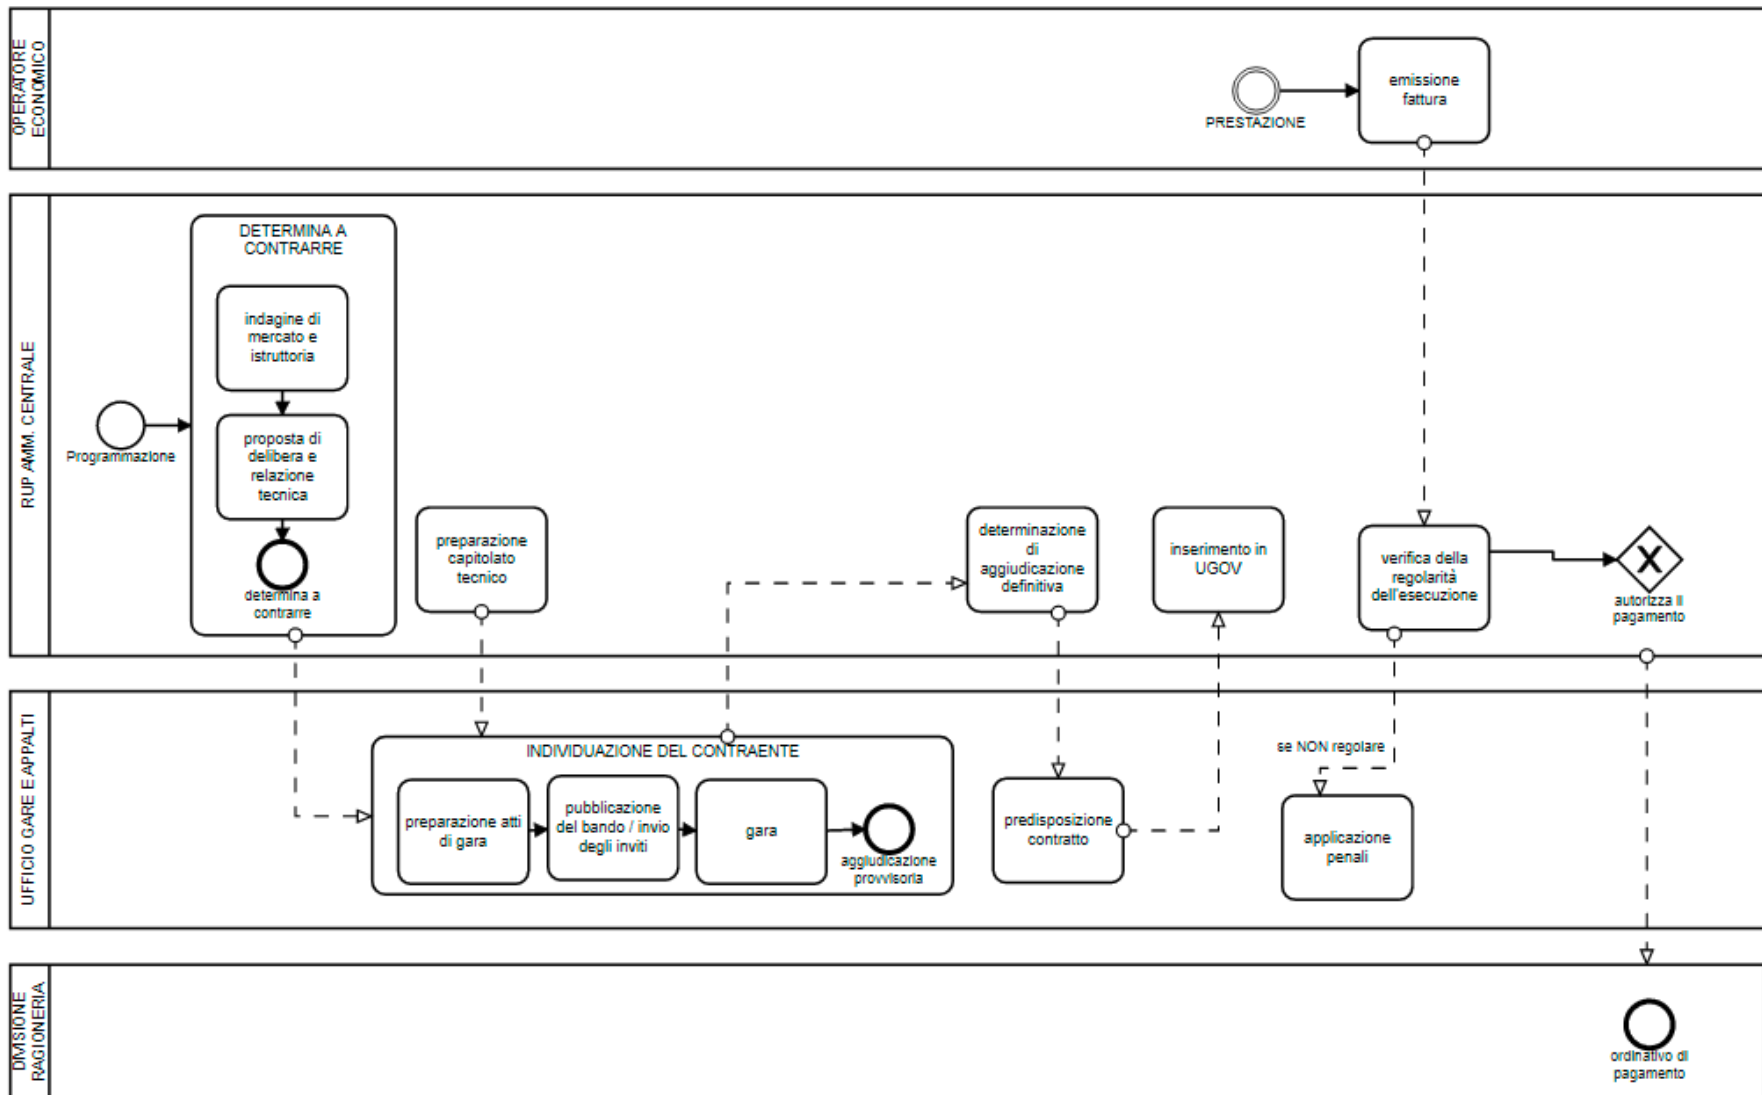 OPERATORE
ECONOMICO
PRESTAZIONE
emissione
fattura
RUP AMM. CENTRALE
Programmazione
DETERMINA A
CONTRARRE
indagine di
mercato e
istruttoria
proposta di
delibera e
relazione
tecnica
determina a
contrarre
preparazione
capitolato
tecnico
determinazione
di
aggiudicazione
definitiva
inserimento in
UGOV
verifica della
regolarità
dell'esecuzione
X
autorizza il
pagamento
UFFICIO GARE E APPALTI
INDIVIDUAZIONE DEL CONTRAENTE
preparazione atti
di gara
pubblicazione
del bando / invio
degli inviti
gara
aggiudicazione
provvisoria
predisposizione
contratto
se NON regolare
applicazione
penali
DIVISIONE
RAGIONERIA
ordinativo di
pagamento